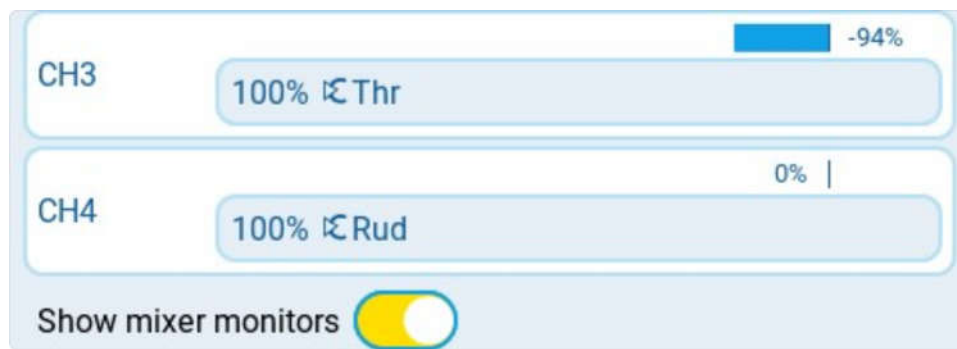 -94%
CH3
100% Thr
0%
CH4
100% Rud
Show mixer monitors